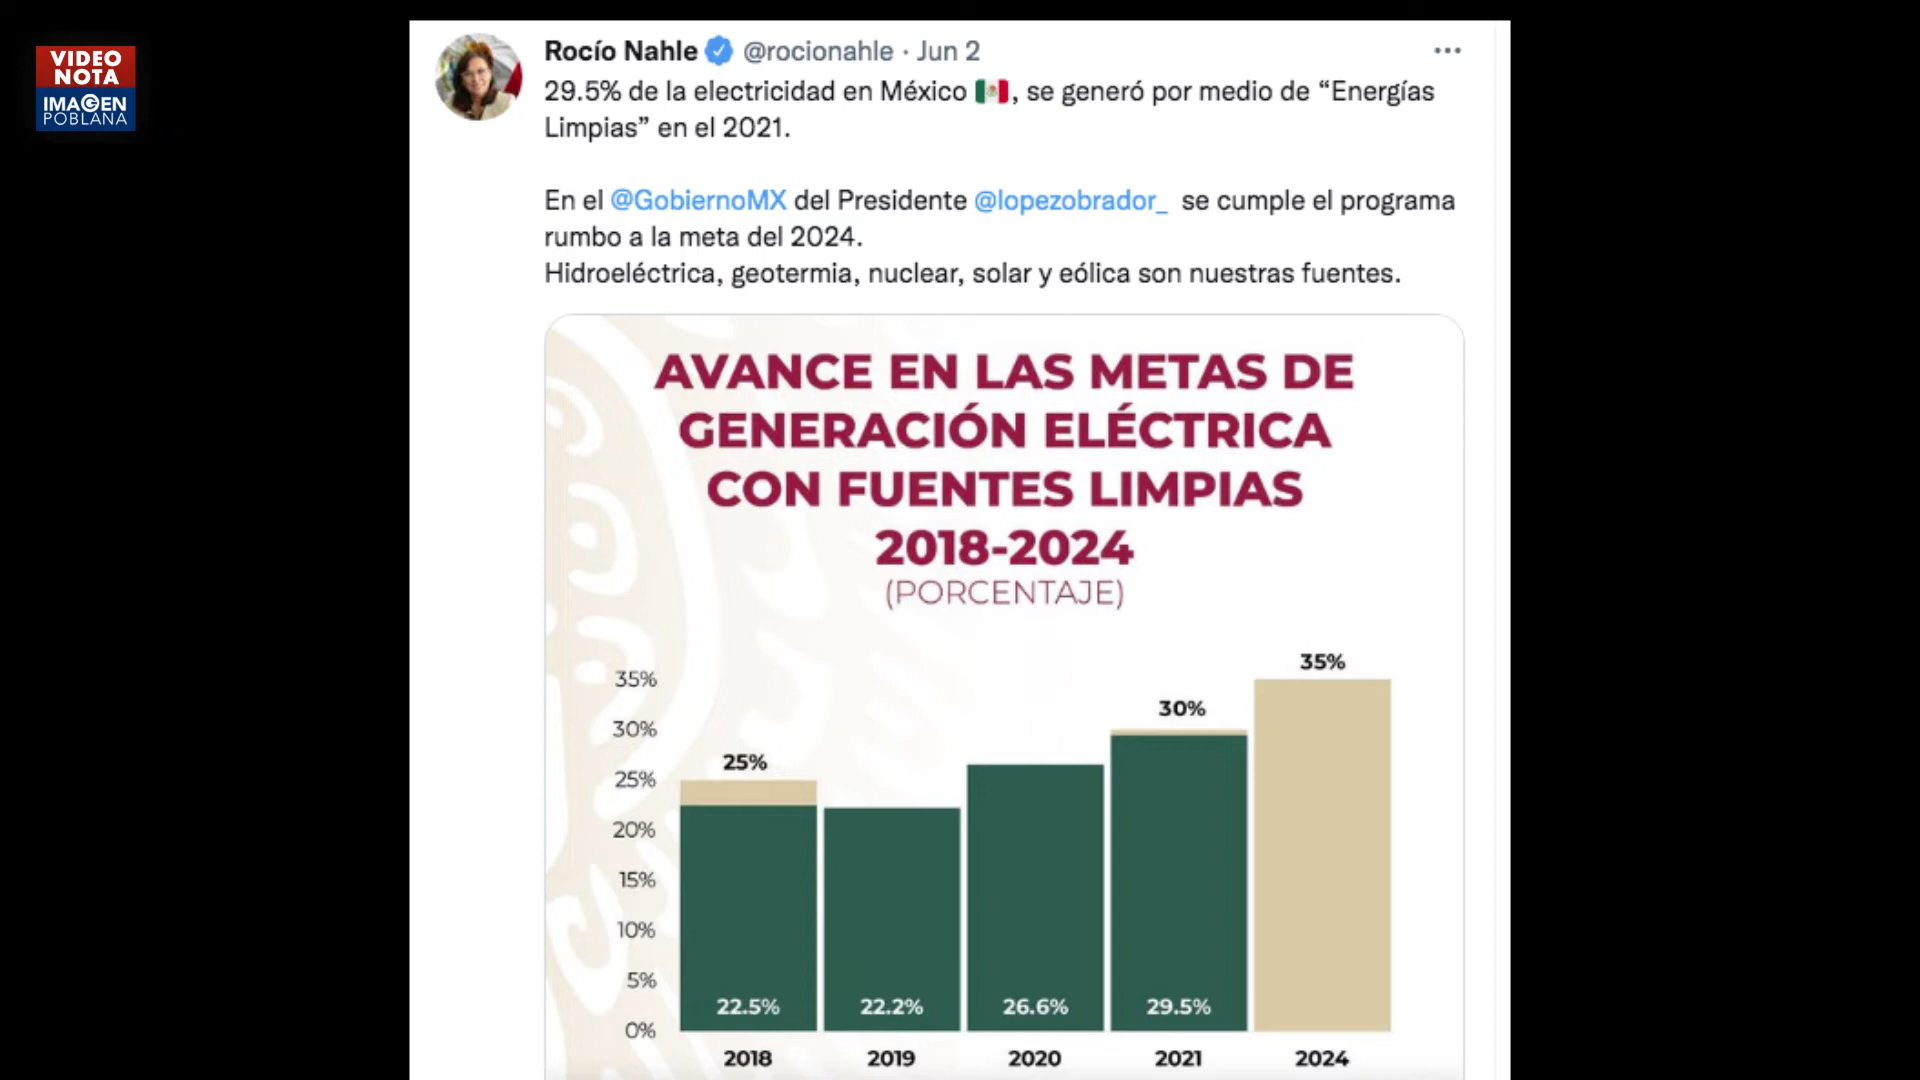 VIDEO
NOTA
IMAGEN
POBLANA
Rocío Nahle @rocionahle · Jun 2
29.5% de la electricidad en México 🇲🇽, se generó por medio de “Energías
Limpias” en el 2021.
En el @GobiernoMX del Presidente @lopezobrador_ se cumple el programa
rumbo a la meta del 2024.
Hidroeléctrica, geotermia, nuclear, solar y eólica son nuestras fuentes.
AVANCE EN LAS METAS DE
GENERACIÓN ELÉCTRICA
CON FUENTES LIMPIAS
2018-2024
(PORCENTAJE)
35%
30%
25%
20%
15%
10%
5%
0%
25%
30%
35%
22.5%
22.2%
26.6%
29.5%
2018
2019
2020
2021
2024